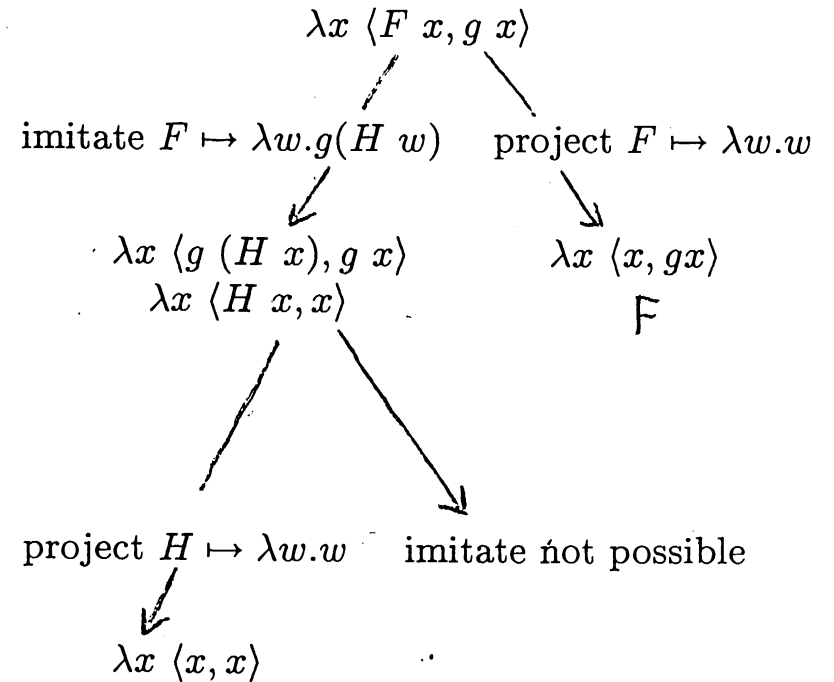 λx ⟨F x, g x⟩
imitate F ↦ λw.g(H w) project F ↦ λw.w
λx ⟨g (H x), g x⟩ λx ⟨x, gx⟩
λx ⟨H x, x⟩ F
project H ↦ λw.w imitate not possible
λx ⟨x, x⟩